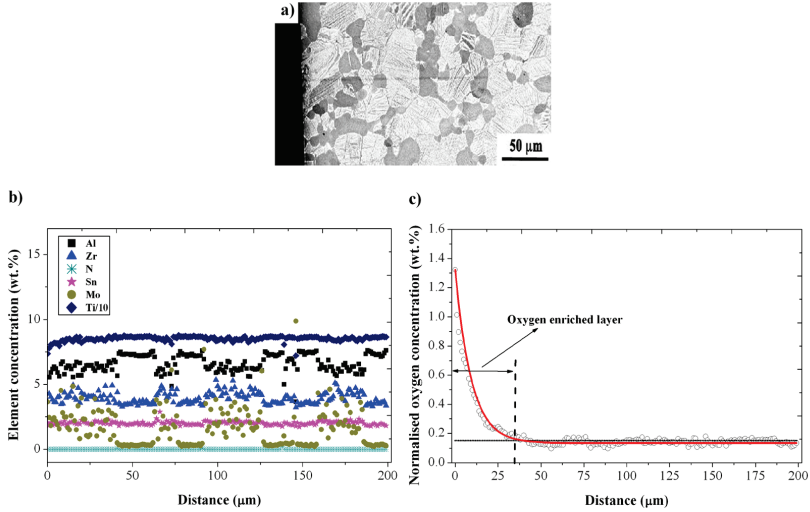 a)
50 μm
b)
Element concentration (wt.%)
15
10
5
0
Al
Zr
N
Sn
Mo
Ti/10
0
50
100
150
200
Distance (μm)
c)
Normalised oxygen concentration (wt.%)
1.6
1.4
1.2
1.0
0.8
0.6
0.4
0.2
0.0
Oxygen enriched layer
0
25
50
75
100
125
150
175
200
Distance (μm)